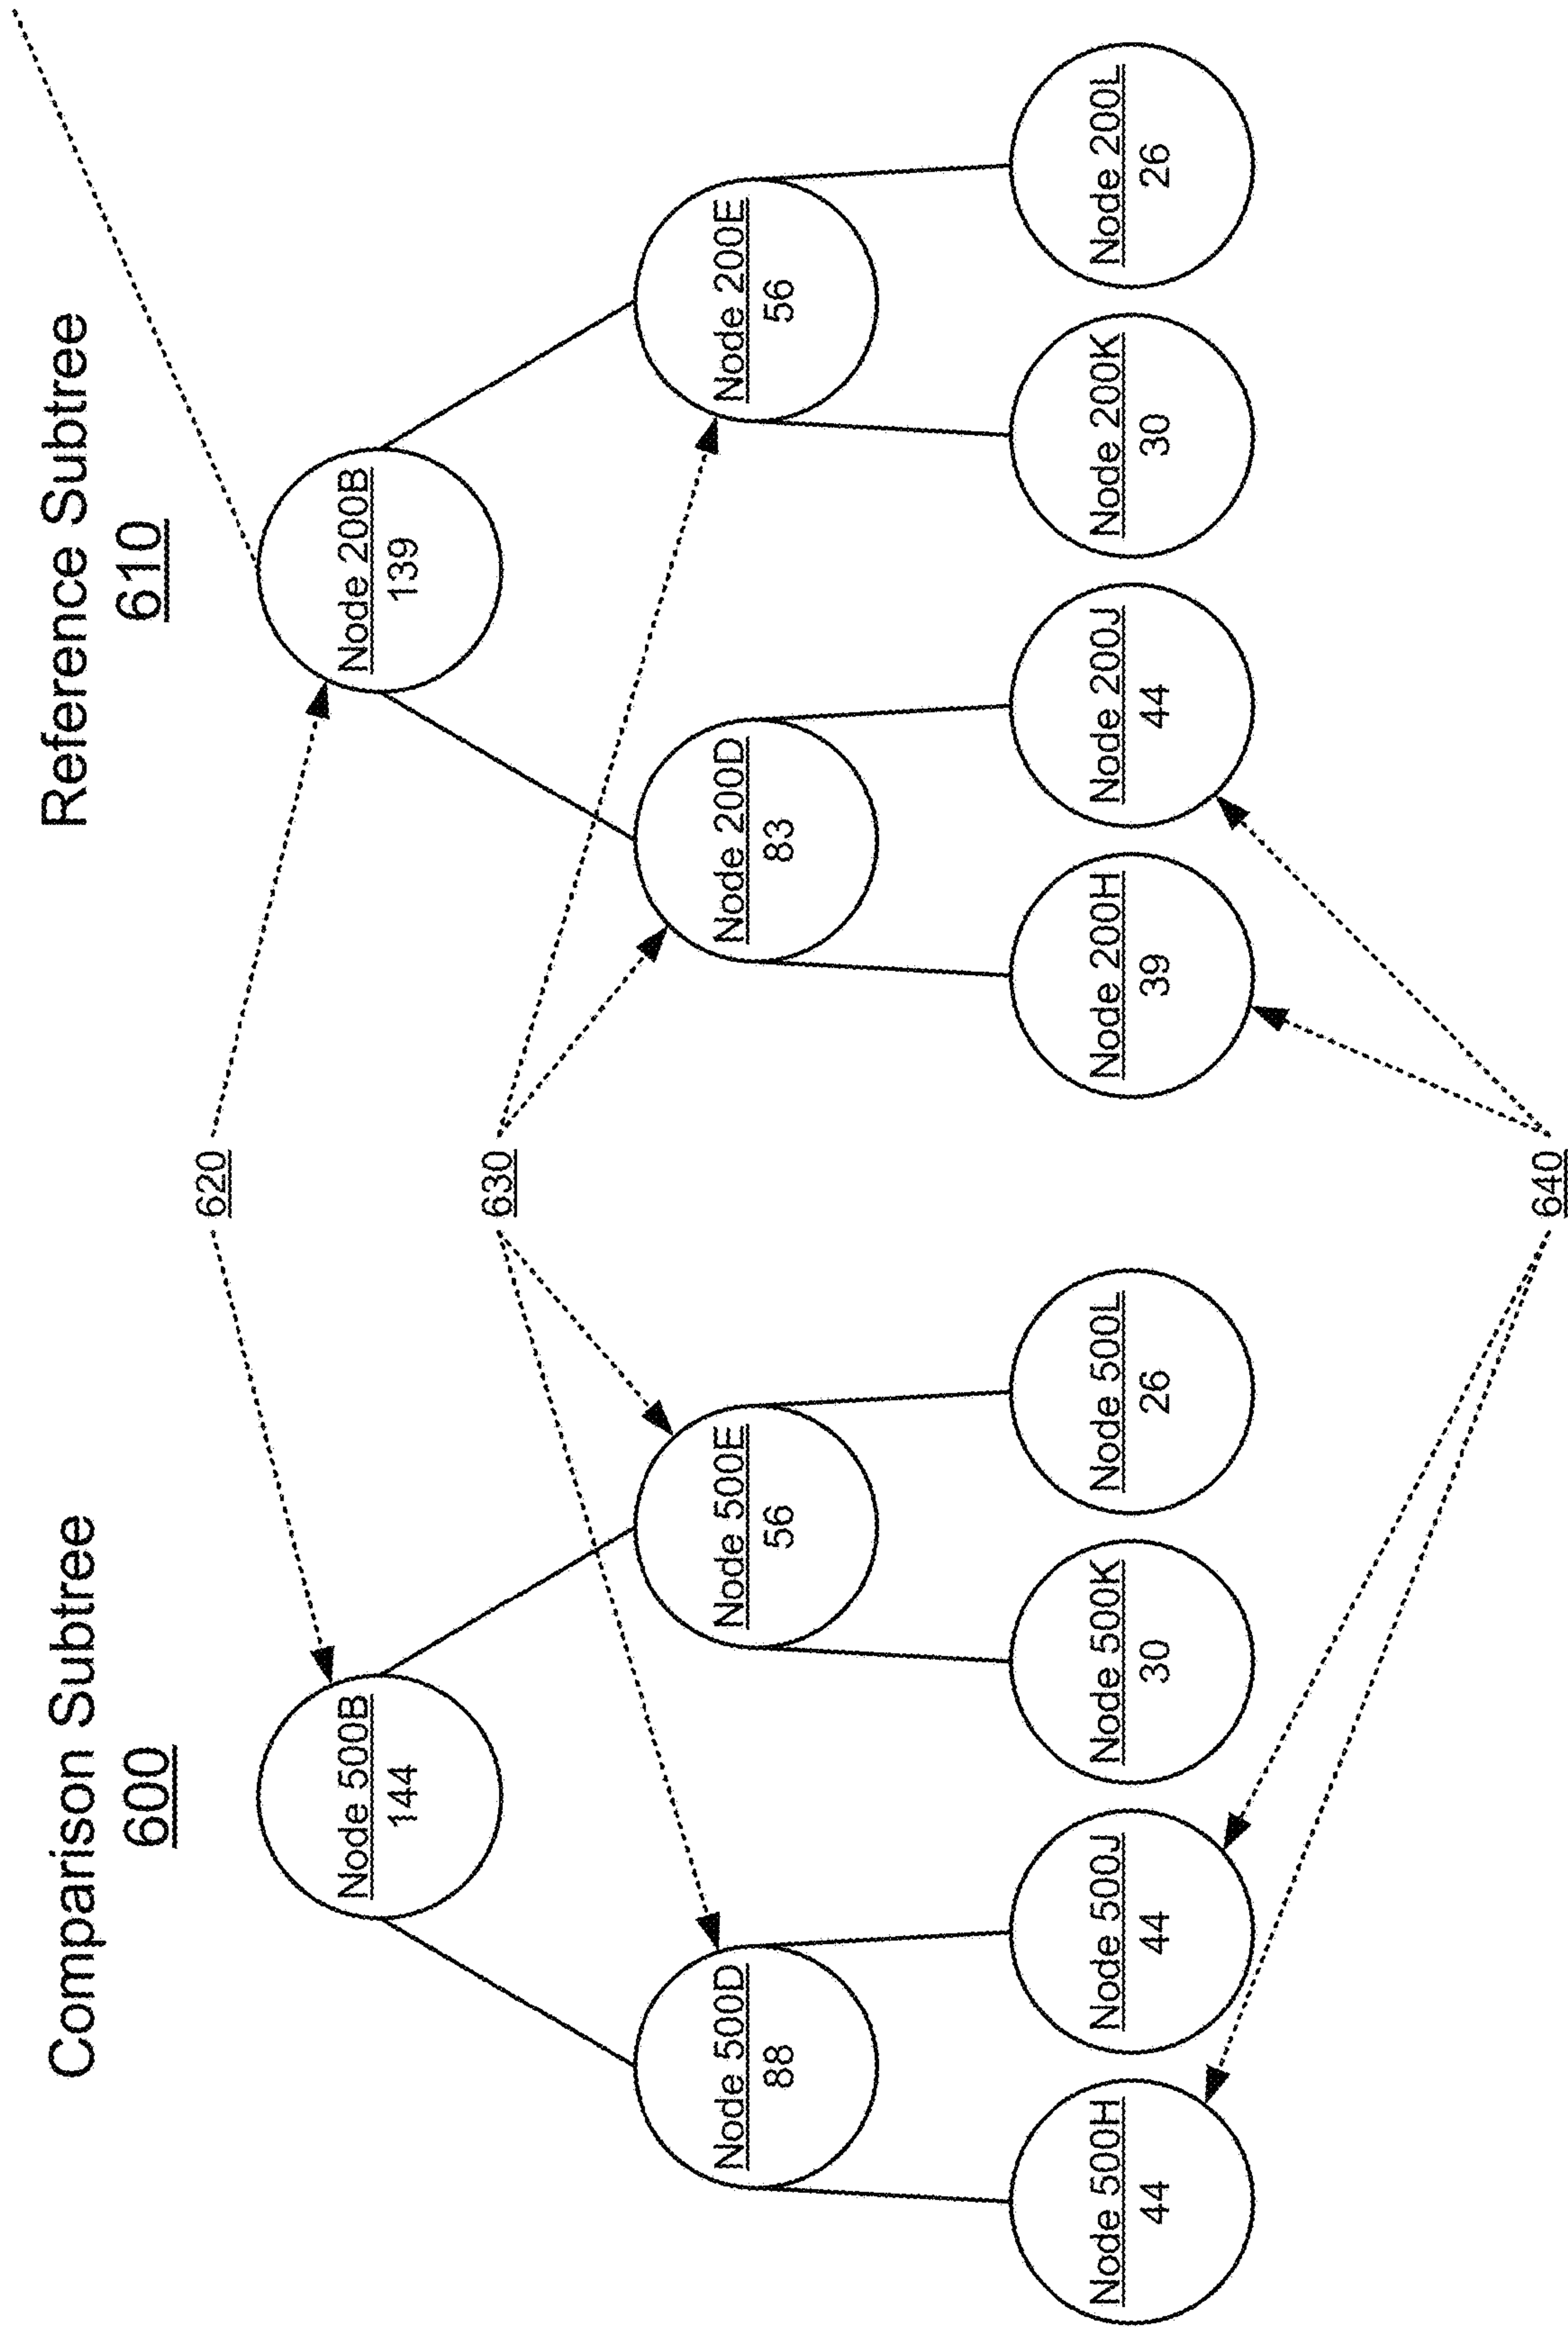 Comparison Subtree
600
Reference Subtree
610
620
Node 500B
144
Node 200B
139
630
Node 500D
88
Node 500E
56
Node 200D
83
Node 200E
56
Node 500H
44
Node 500J
44
Node 500K
30
Node 500L
26
Node 200H
39
Node 200J
44
Node 200K
30
Node 200L
26
640